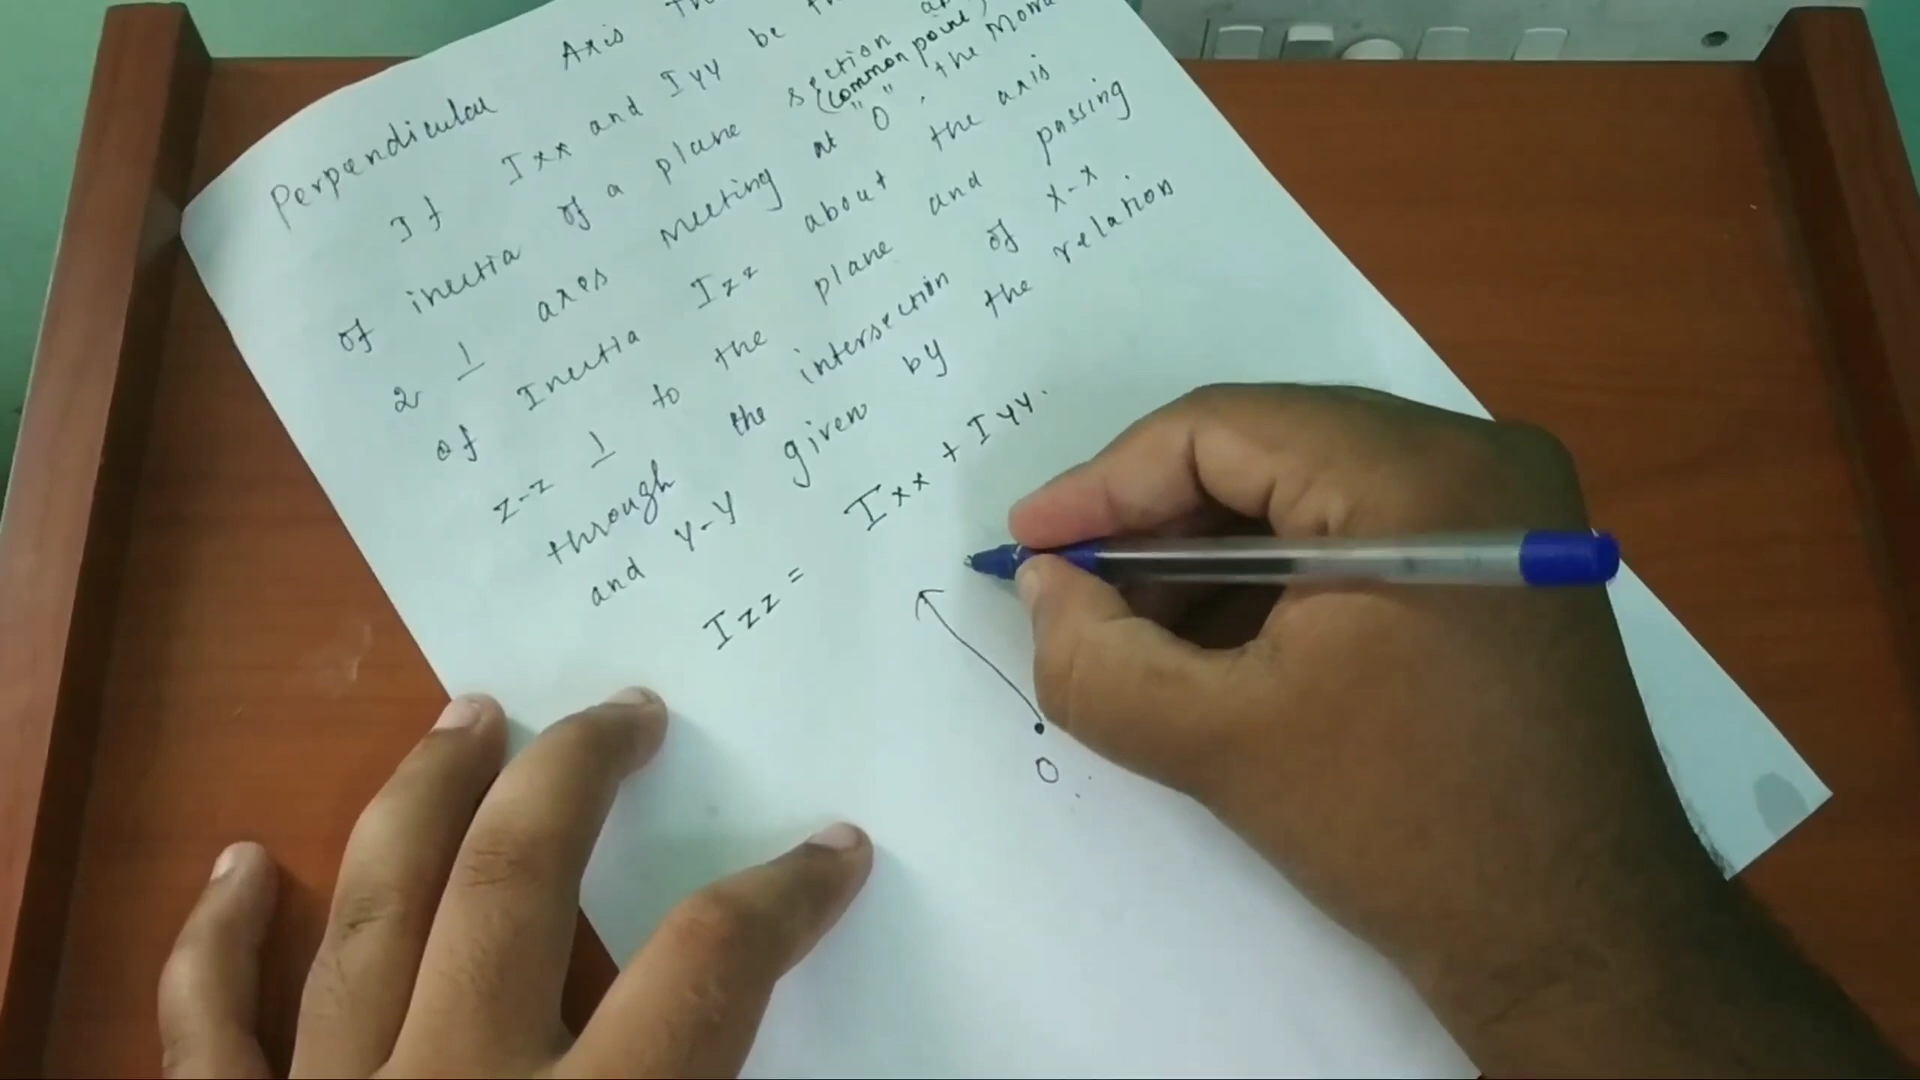 Perpendicular Axis
If Ixx and Iyy be
of inertia of a plane section
(common point)
2 ⊥ axes meeting at "O", the
of Inertia Izz about the axis
z-z ⊥ to the plane and passing
through the intersection of x-x
and y-y given by the relation
Izz = Ixx + Iyy.
O